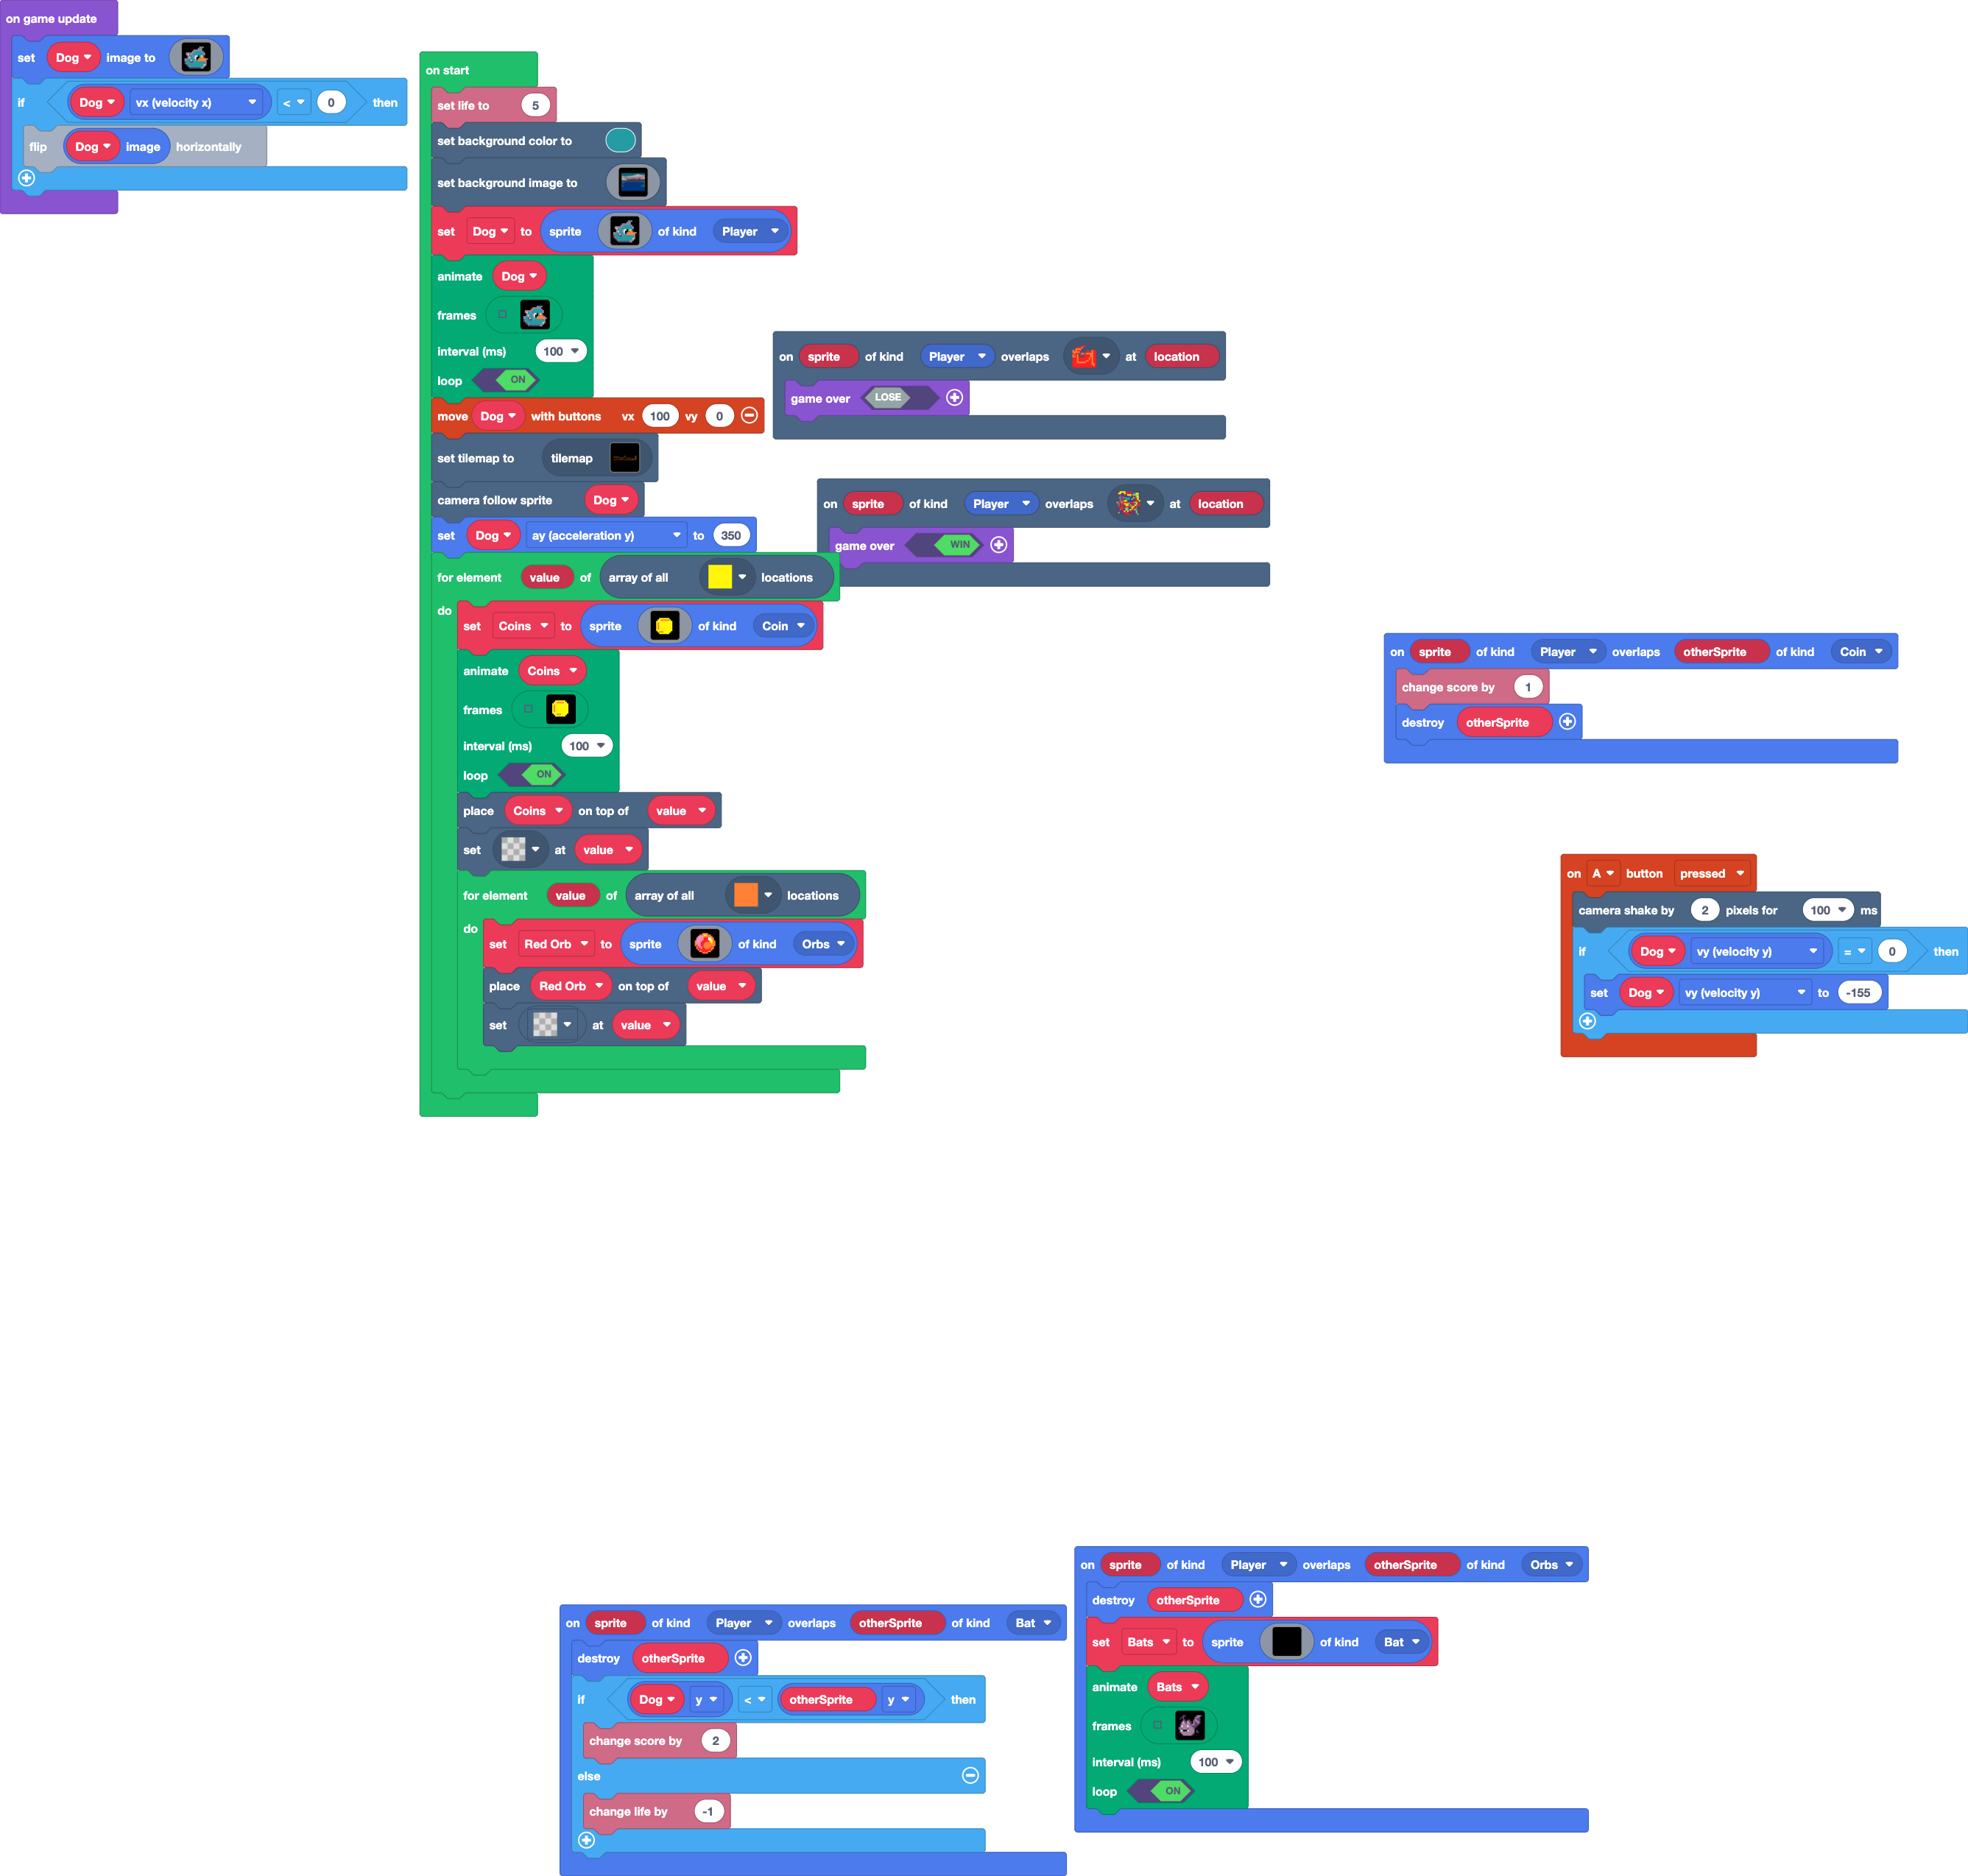 on game update
set Dog image to
if Dog vx (velocity x) < 0 then
flip Dog image horizontally
on start
set life to 5
set background color to
set background image to
set Dog to sprite of kind Player
animate Dog
frames
interval (ms) 100
loop ON
move Dog with buttons vx 100 vy 0
set tilemap to tilemap
camera follow sprite Dog
set Dog ay (acceleration y) to 350
for element value of array of all locations
do
set Coins to sprite of kind Coin
animate Coins
frames
interval (ms) 100
loop ON
place Coins on top of value
set at value
for element value of array of all locations
do
set Red Orb to sprite of kind Orbs
place Red Orb on top of value
set at value
on sprite of kind Player overlaps at location
game over LOSE
on sprite of kind Player overlaps at location
game over WIN
on sprite of kind Player overlaps otherSprite of kind Coin
change score by 1
destroy otherSprite
on A button pressed
camera shake by 2 pixels for 100 ms
if Dog vy (velocity y) = 0 then
set Dog vy (velocity y) to -155
on sprite of kind Player overlaps otherSprite of kind Bat
destroy otherSprite
if Dog y < otherSprite y then
change score by 2
else
change life by -1
on sprite of kind Player overlaps otherSprite of kind Orbs
destroy otherSprite
set Bats to sprite of kind Bat
animate Bats
frames
interval (ms) 100
loop ON